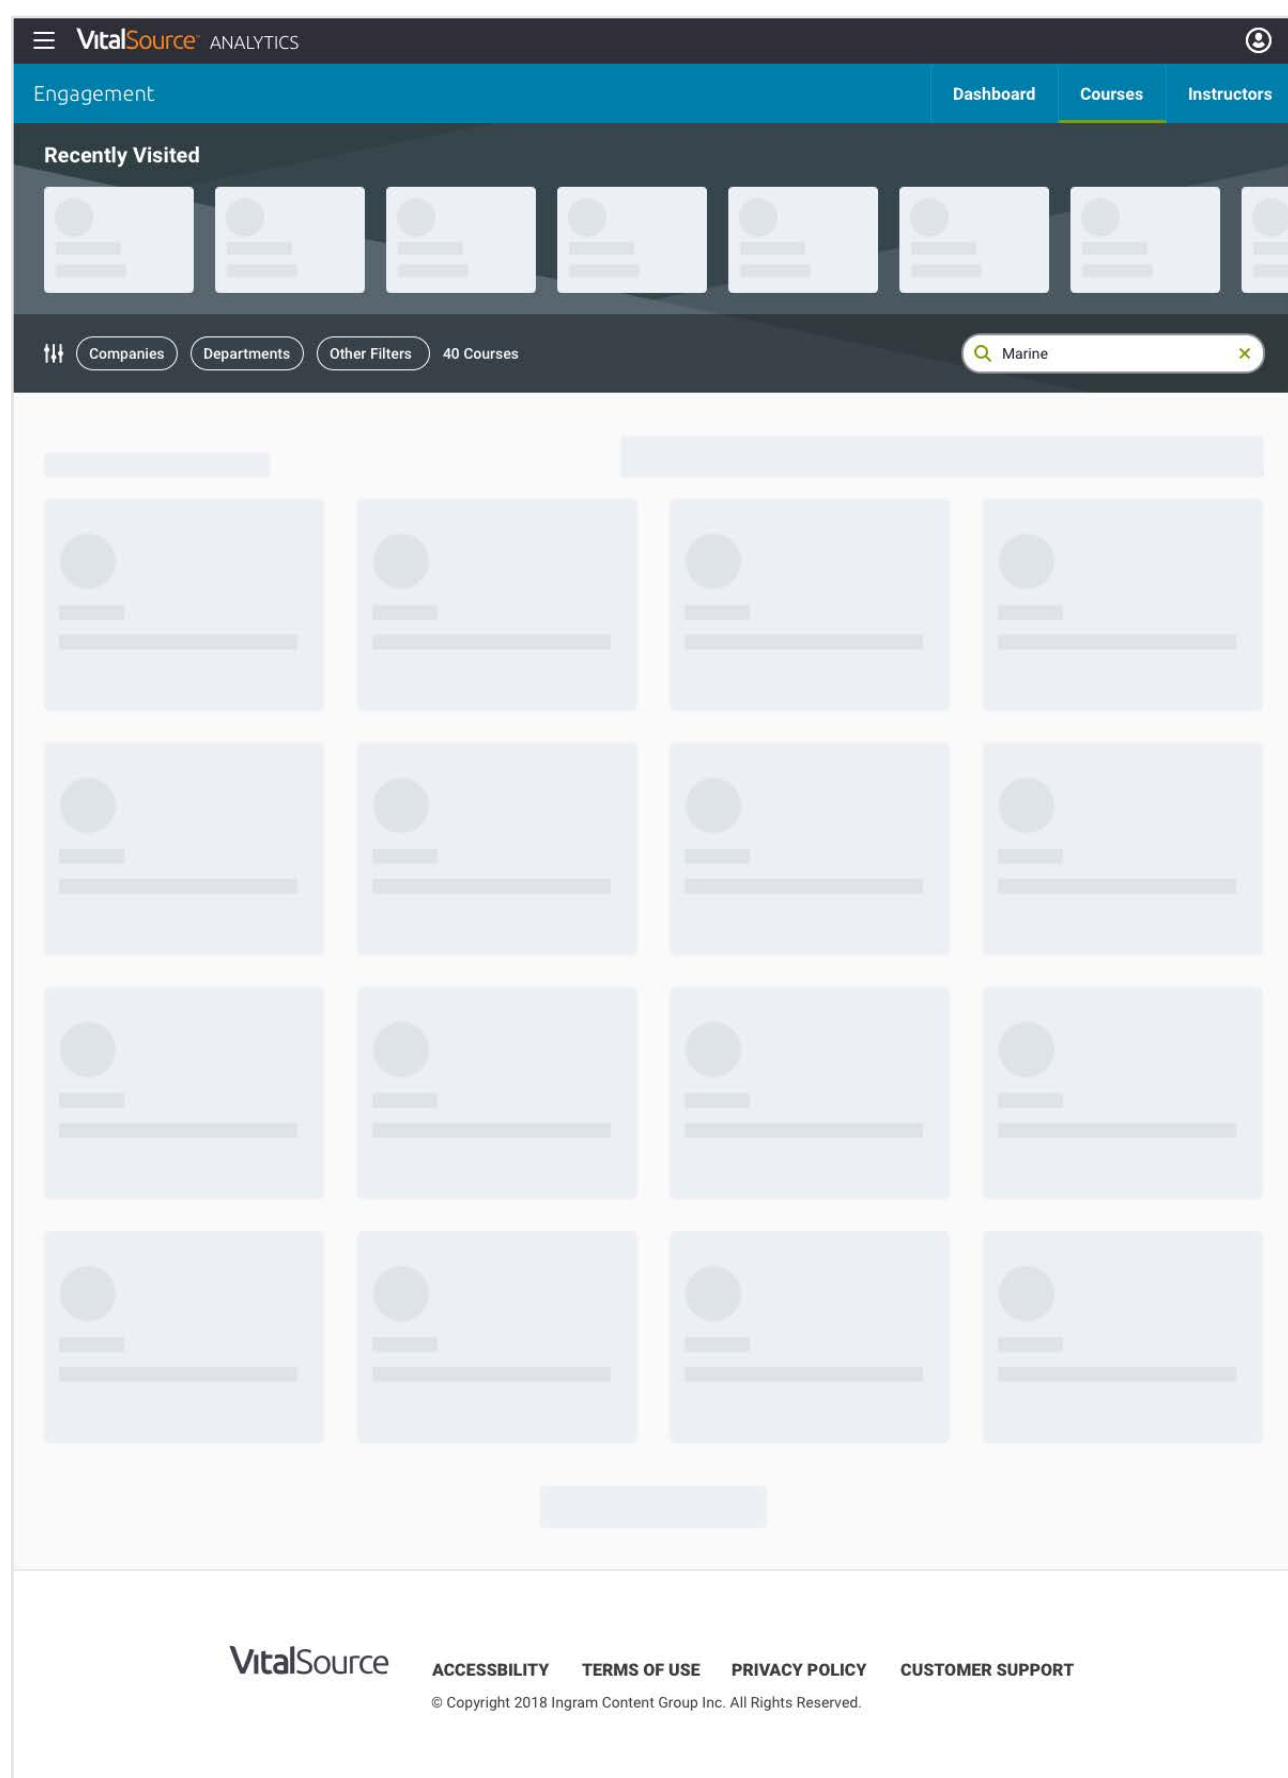 VitalSource™ ANALYTICS
Engagement
Dashboard
Courses
Instructors
Recently Visited
Companies
Departments
Other Filters
40 Courses
Marine
VitalSource
ACCESSBILITY
TERMS OF USE
PRIVACY POLICY
CUSTOMER SUPPORT
© Copyright 2018 Ingram Content Group Inc. All Rights Reserved.